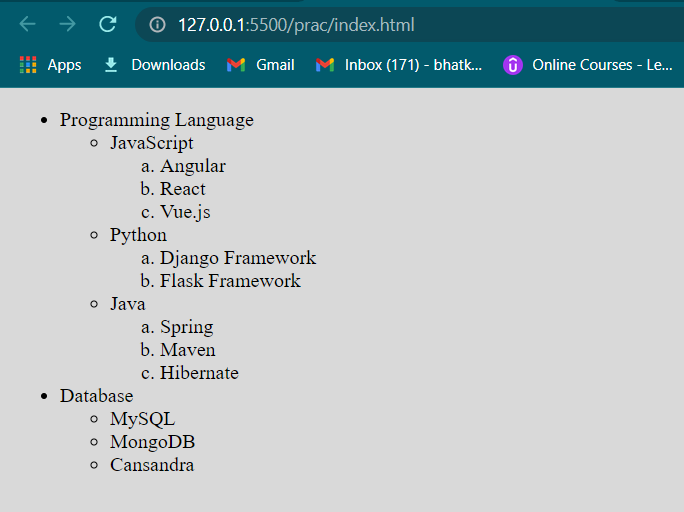 127.0.0.1:5500/prac/index.html
Apps Downloads Gmail Inbox (171) - bhatk... Online Courses - Le...
• Programming Language
◦ JavaScript
a. Angular
b. React
c. Vue.js
◦ Python
a. Django Framework
b. Flask Framework
◦ Java
a. Spring
b. Maven
c. Hibernate
• Database
◦ MySQL
◦ MongoDB
◦ Cansandra